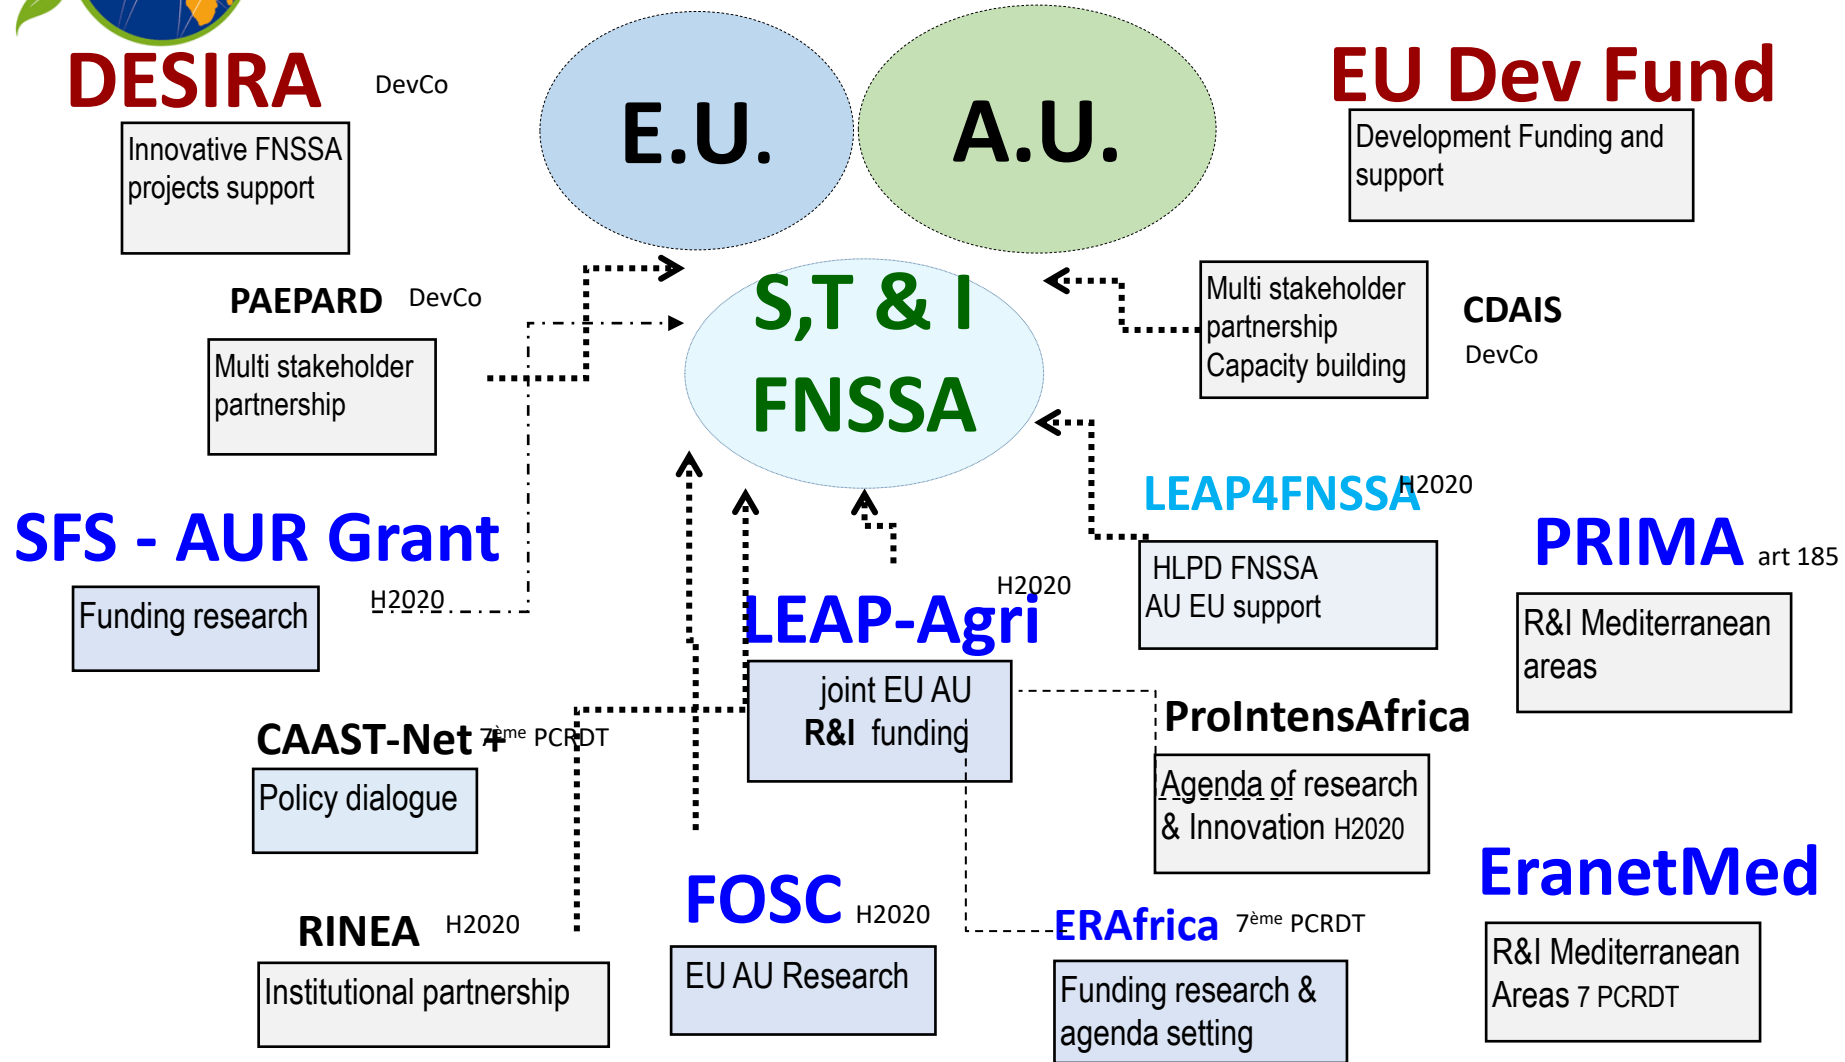 DESIRA
DevCo
Innovative FNSSA
projects support
E.U.
A.U.
EU Dev Fund
Development Funding and
support
PAEPARD
DevCo
Multi stakeholder
partnership
S,T & I
FNSSA
Multi stakeholder
partnership
Capacity building
CDAIS
DevCo
SFS - AUR Grant
H2020
Funding research
LEAP4FNSSA
H2020
HLPD FNSSA
AU EU support
PRIMA
art 185
R&I Mediterranean
areas
LEAP-Agri
H2020
joint EU AU
R&I funding
CAAST-Net +
7ème PCRDT
Policy dialogue
ProIntensAfrica
Agenda of research
& Innovation H2020
RINEA
H2020
Institutional partnership
FOSC
H2020
EU AU Research
ERAfrica
7ème PCRDT
Funding research &
agenda setting
EranetMed
R&I Mediterranean
Areas 7 PCRDT